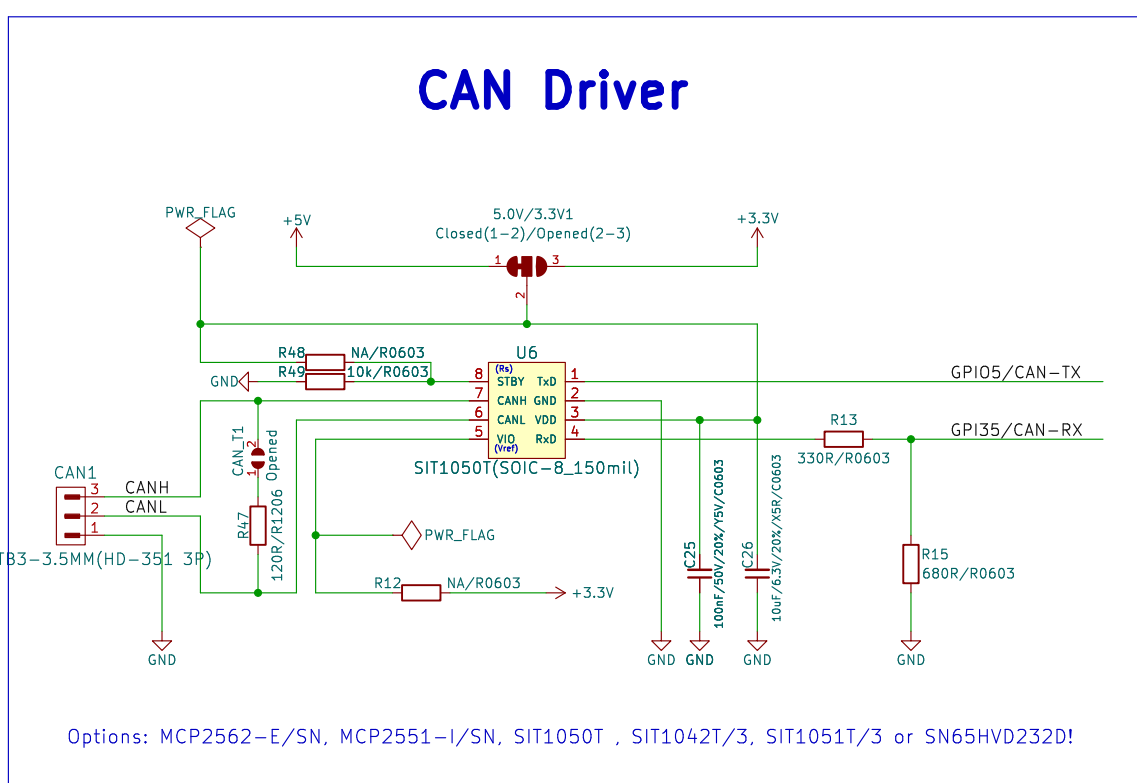 CAN Driver
PWR_FLAG
+5V
5.0V/3.3V1
Closed(1-2)/Opened(2-3)
+3.3V
1
3
2
R48
NA/R0603
U6
GND
R49
10k/R0603
8
(Rs)
STBY
TxD
1
GPIO5/CAN-TX
7
CANH
GND
2
6
CANL
VDD
3
5
VIO
(Vref)
RxD
4
R13
330R/R0603
GPI35/CAN-RX
SIT1050T(SOIC-8_150mil)
CAN_T1
2
1
Opened
CAN1
3
CANH
2
CANL
1
TB3-3.5MM(HD-351 3P)
R47
120R/R1206
PWR_FLAG
R12
NA/R0603
+3.3V
C25
100nF/50V/20%/Y5V/C0603
C26
10uF/6.3V/20%/X5R/C0603
R15
680R/R0603
GND
GND
GND
GND
GND
Options: MCP2562-E/SN, MCP2551-I/SN, SIT1050T , SIT1042T/3, SIT1051T/3 or SN65HVD232D!